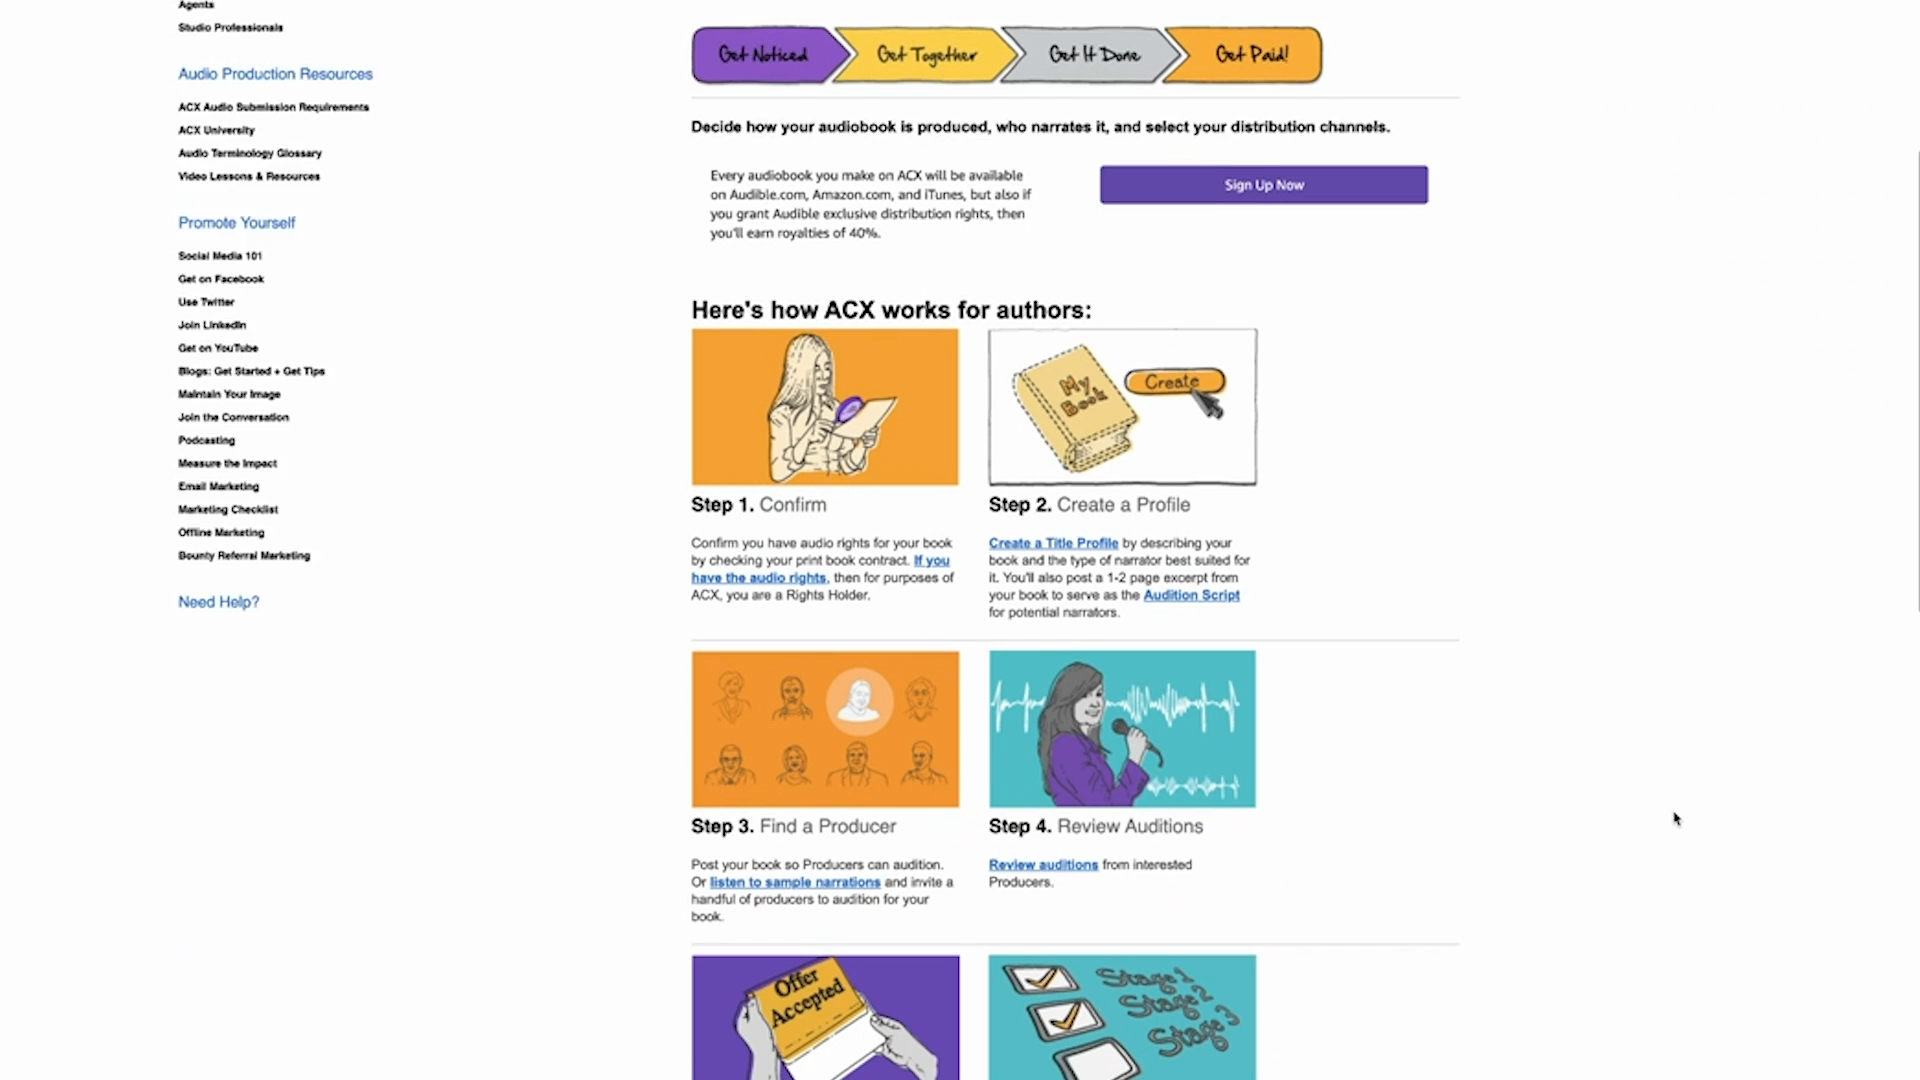 Agents
Studio Professionals
Audio Production Resources
ACX Audio Submission Requirements
ACX University
Audio Terminology Glossary
Video Lessons & Resources
Promote Yourself
Social Media 101
Get on Facebook
Use Twitter
Join LinkedIn
Get on YouTube
Blogs: Get Started + Get Tips
Maintain Your Image
Join the Conversation
Podcasting
Measure the Impact
Email Marketing
Marketing Checklist
Offline Marketing
Bounty Referral Marketing
Need Help?
Get Noticed
Get Together
Get It Done
Get Paid!
Decide how your audiobook is produced, who narrates it, and select your distribution channels.
Every audiobook you make on ACX will be available
on Audible.com, Amazon.com, and iTunes, but also if
you grant Audible exclusive distribution rights, then
you'll earn royalties of 40%.
Sign Up Now
Here's how ACX works for authors:
My
Book
Create
Step 1. Confirm
Confirm you have audio rights for your book
by checking your print book contract. If you
have the audio rights, then for purposes of
ACX, you are a Rights Holder.
Step 2. Create a Profile
Create a Title Profile by describing your
book and the type of narrator best suited for
it. You'll also post a 1-2 page excerpt from
your book to serve as the Audition Script
for potential narrators.
Step 3. Find a Producer
Post your book so Producers can audition.
Or listen to sample narrations and invite a
handful of producers to audition for your
book.
Step 4. Review Auditions
Review auditions from interested
Producers.
Offer
Accepted
Stage 1
Stage 2
Stage 3